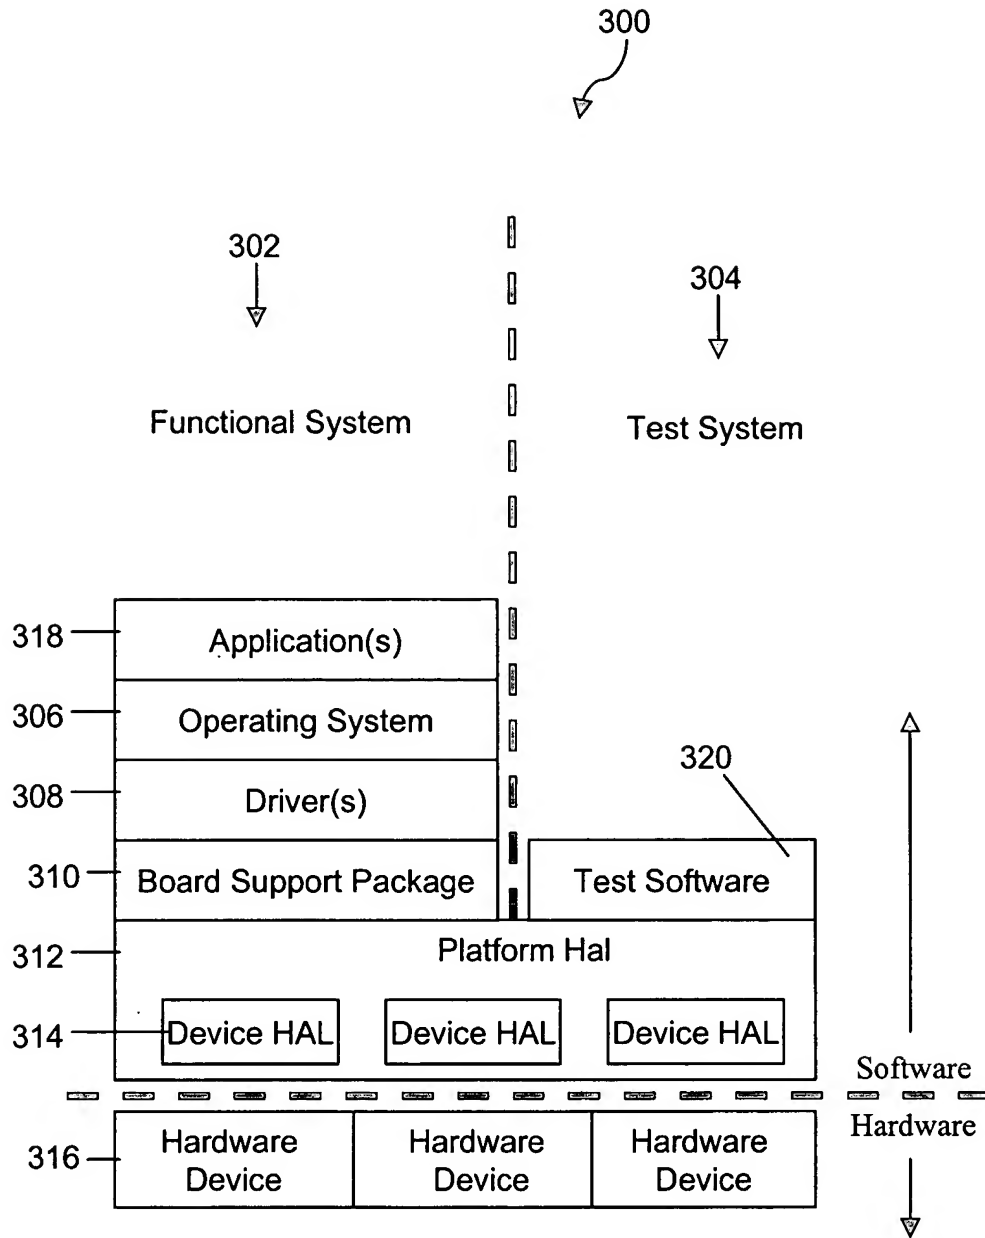 300
302
304
Functional System
Test System
318
Application(s)
306
Operating System
308
Driver(s)
320
310
Board Support Package
Test Software
312
Platform Hal
314
Device HAL
Device HAL
Device HAL
Software
Hardware
316
Hardware
Device
Hardware
Device
Hardware
Device